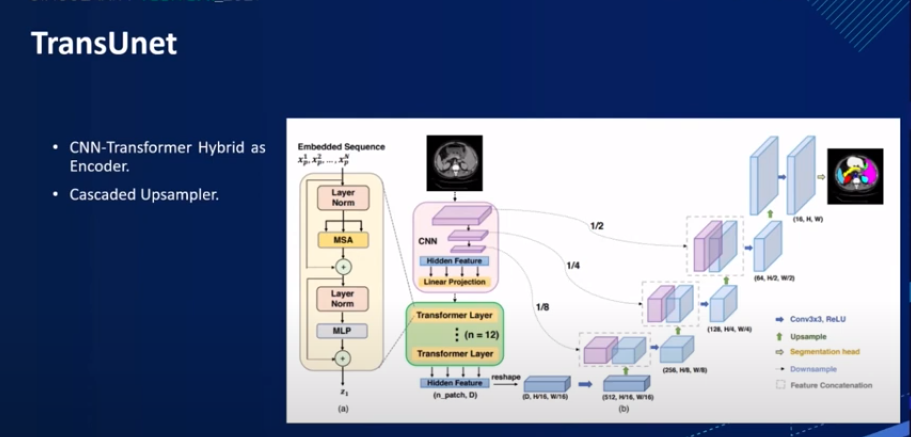 TransUnet
• CNN-Transformer Hybrid as
Encoder.
• Cascaded Upsampler.
Embedded Sequence
x_p^1, x_p^2, ..., x_p^N
Layer
Norm
MSA
+
Layer
Norm
MLP
+
z_1
(a)
CNN
Hidden Feature
Linear Projection
Transformer Layer
(n = 12)
Transformer Layer
Hidden Feature
(n_patch, D)
reshape
(D, H/16, W/16)
(512, H/16, W/16)
(b)
1/2
1/4
1/8
(256, H/8, W/8)
(128, H/4, W/4)
(64, H/2, W/2)
(16, H, W)
Conv3x3, ReLU
Upsample
Segmentation head
Downsample
Feature Concatenation